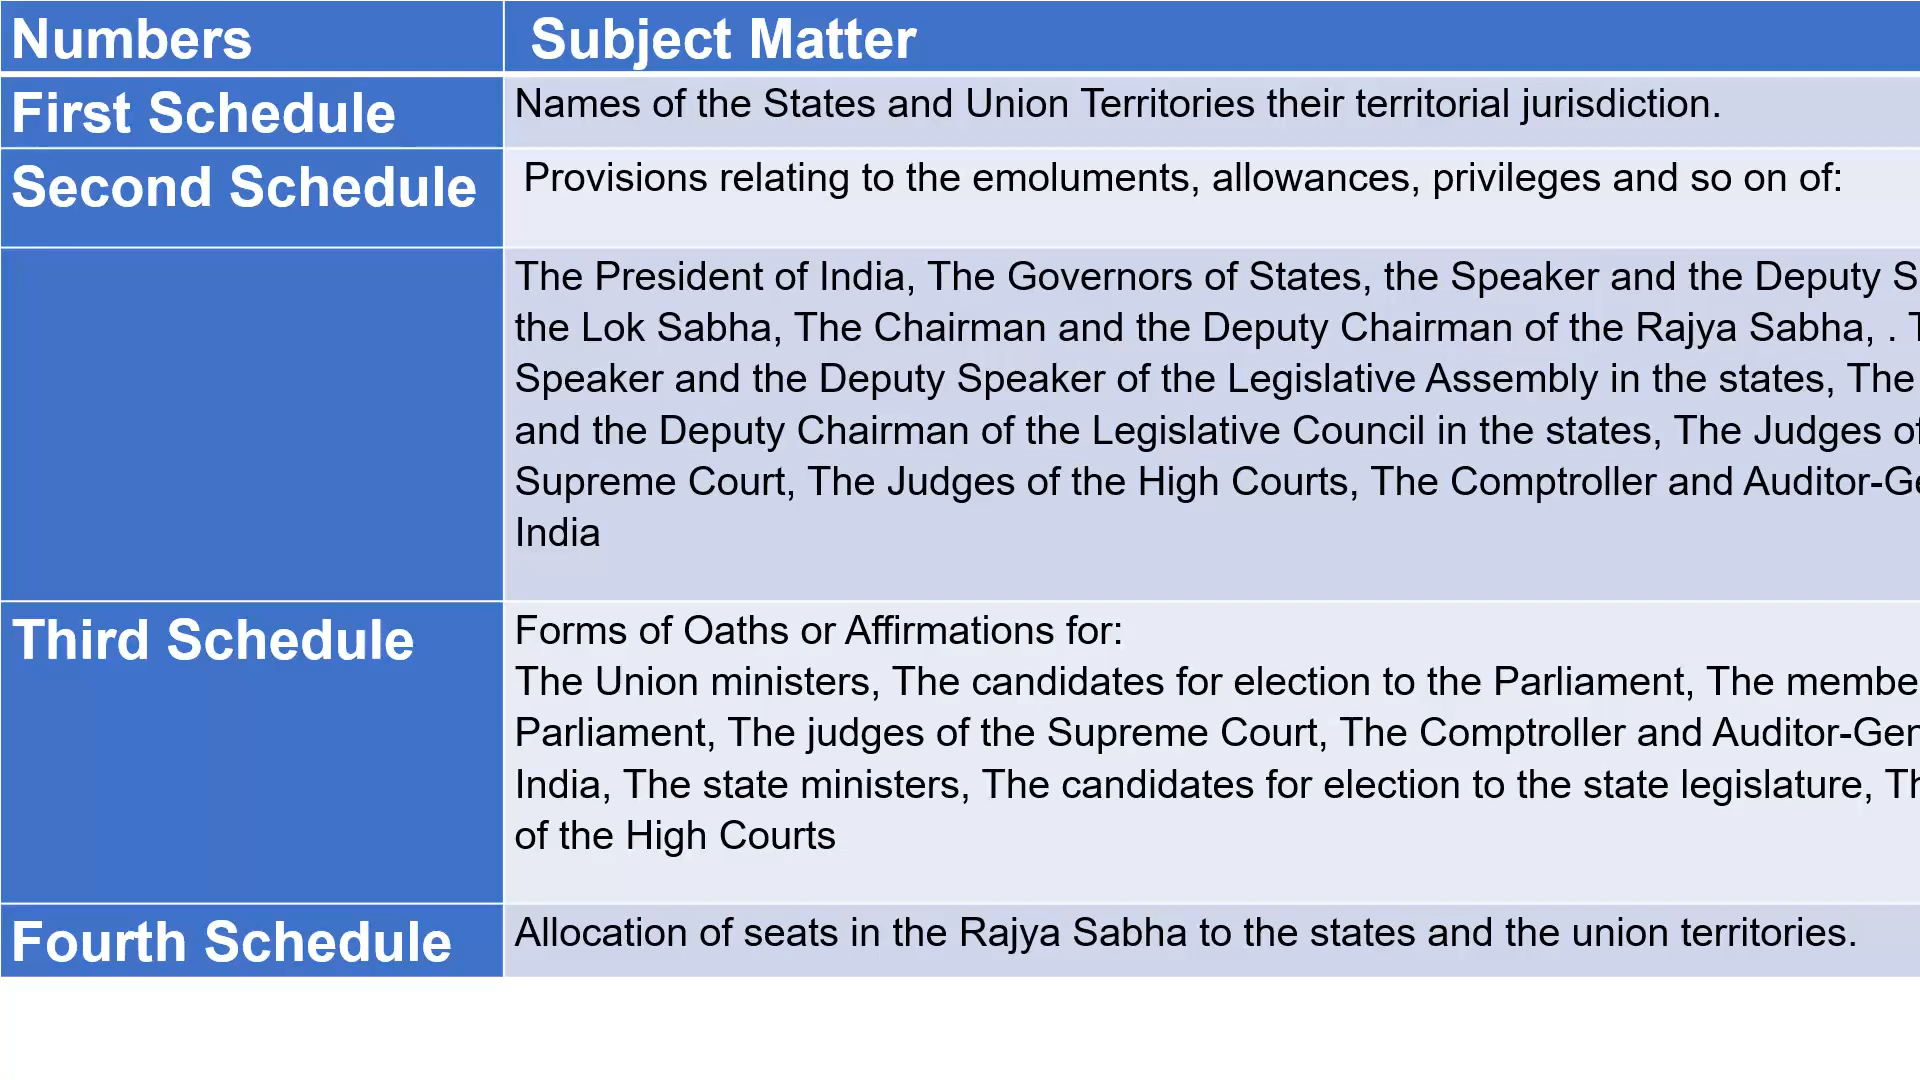 Numbers Subject Matter
First Schedule Names of the States and Union Territories their territorial jurisdiction.
Second Schedule Provisions relating to the emoluments, allowances, privileges and so on of:
The President of India, The Governors of States, the Speaker and the Deputy
the Lok Sabha, The Chairman and the Deputy Chairman of the Rajya Sabha, .
Speaker and the Deputy Speaker of the Legislative Assembly in the states, The
and the Deputy Chairman of the Legislative Council in the states, The Judges of
Supreme Court, The Judges of the High Courts, The Comptroller and
India
Third Schedule Forms of Oaths or Affirmations for:
The Union ministers, The candidates for election to the Parliament, The
Parliament, The judges of the Supreme Court, The Comptroller and
India, The state ministers, The candidates for election to the state legislature,
of the High Courts
Fourth Schedule Allocation of seats in the Rajya Sabha to the states and the union territories.